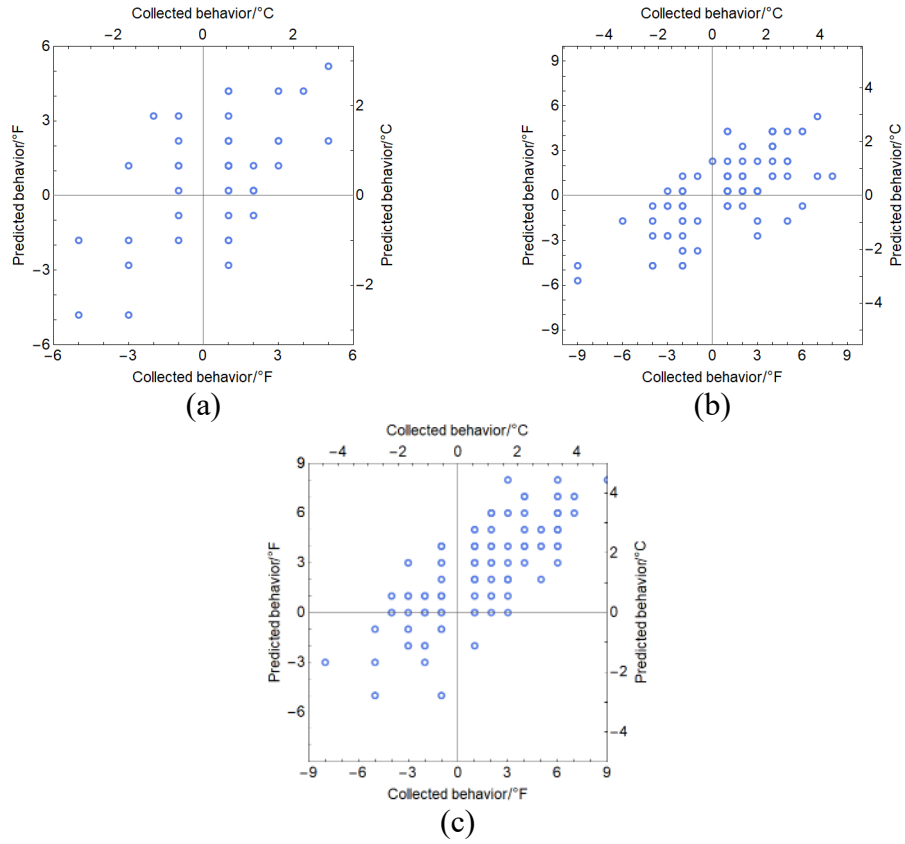 Collected behavior/°C
−2 0 2
6
3
0
−3
−6
Predicted behavior/°F
2
0
−2
Predicted behavior/°C
−6 −3 0 3 6
Collected behavior/°F
(a)
Collected behavior/°C
−4 −2 0 2 4
9
6
3
0
−3
−6
−9
Predicted behavior/°F
4
2
0
−2
−4
Predicted behavior/°C
−9 −6 −3 0 3 6 9
Collected behavior/°F
(b)
Collected behavior/°C
−4 −2 0 2 4
9
6
3
0
−3
−6
Predicted behavior/°F
4
2
0
−2
−4
Predicted behavior/°C
−9 −6 −3 0 3 6 9
Collected behavior/°F
(c)